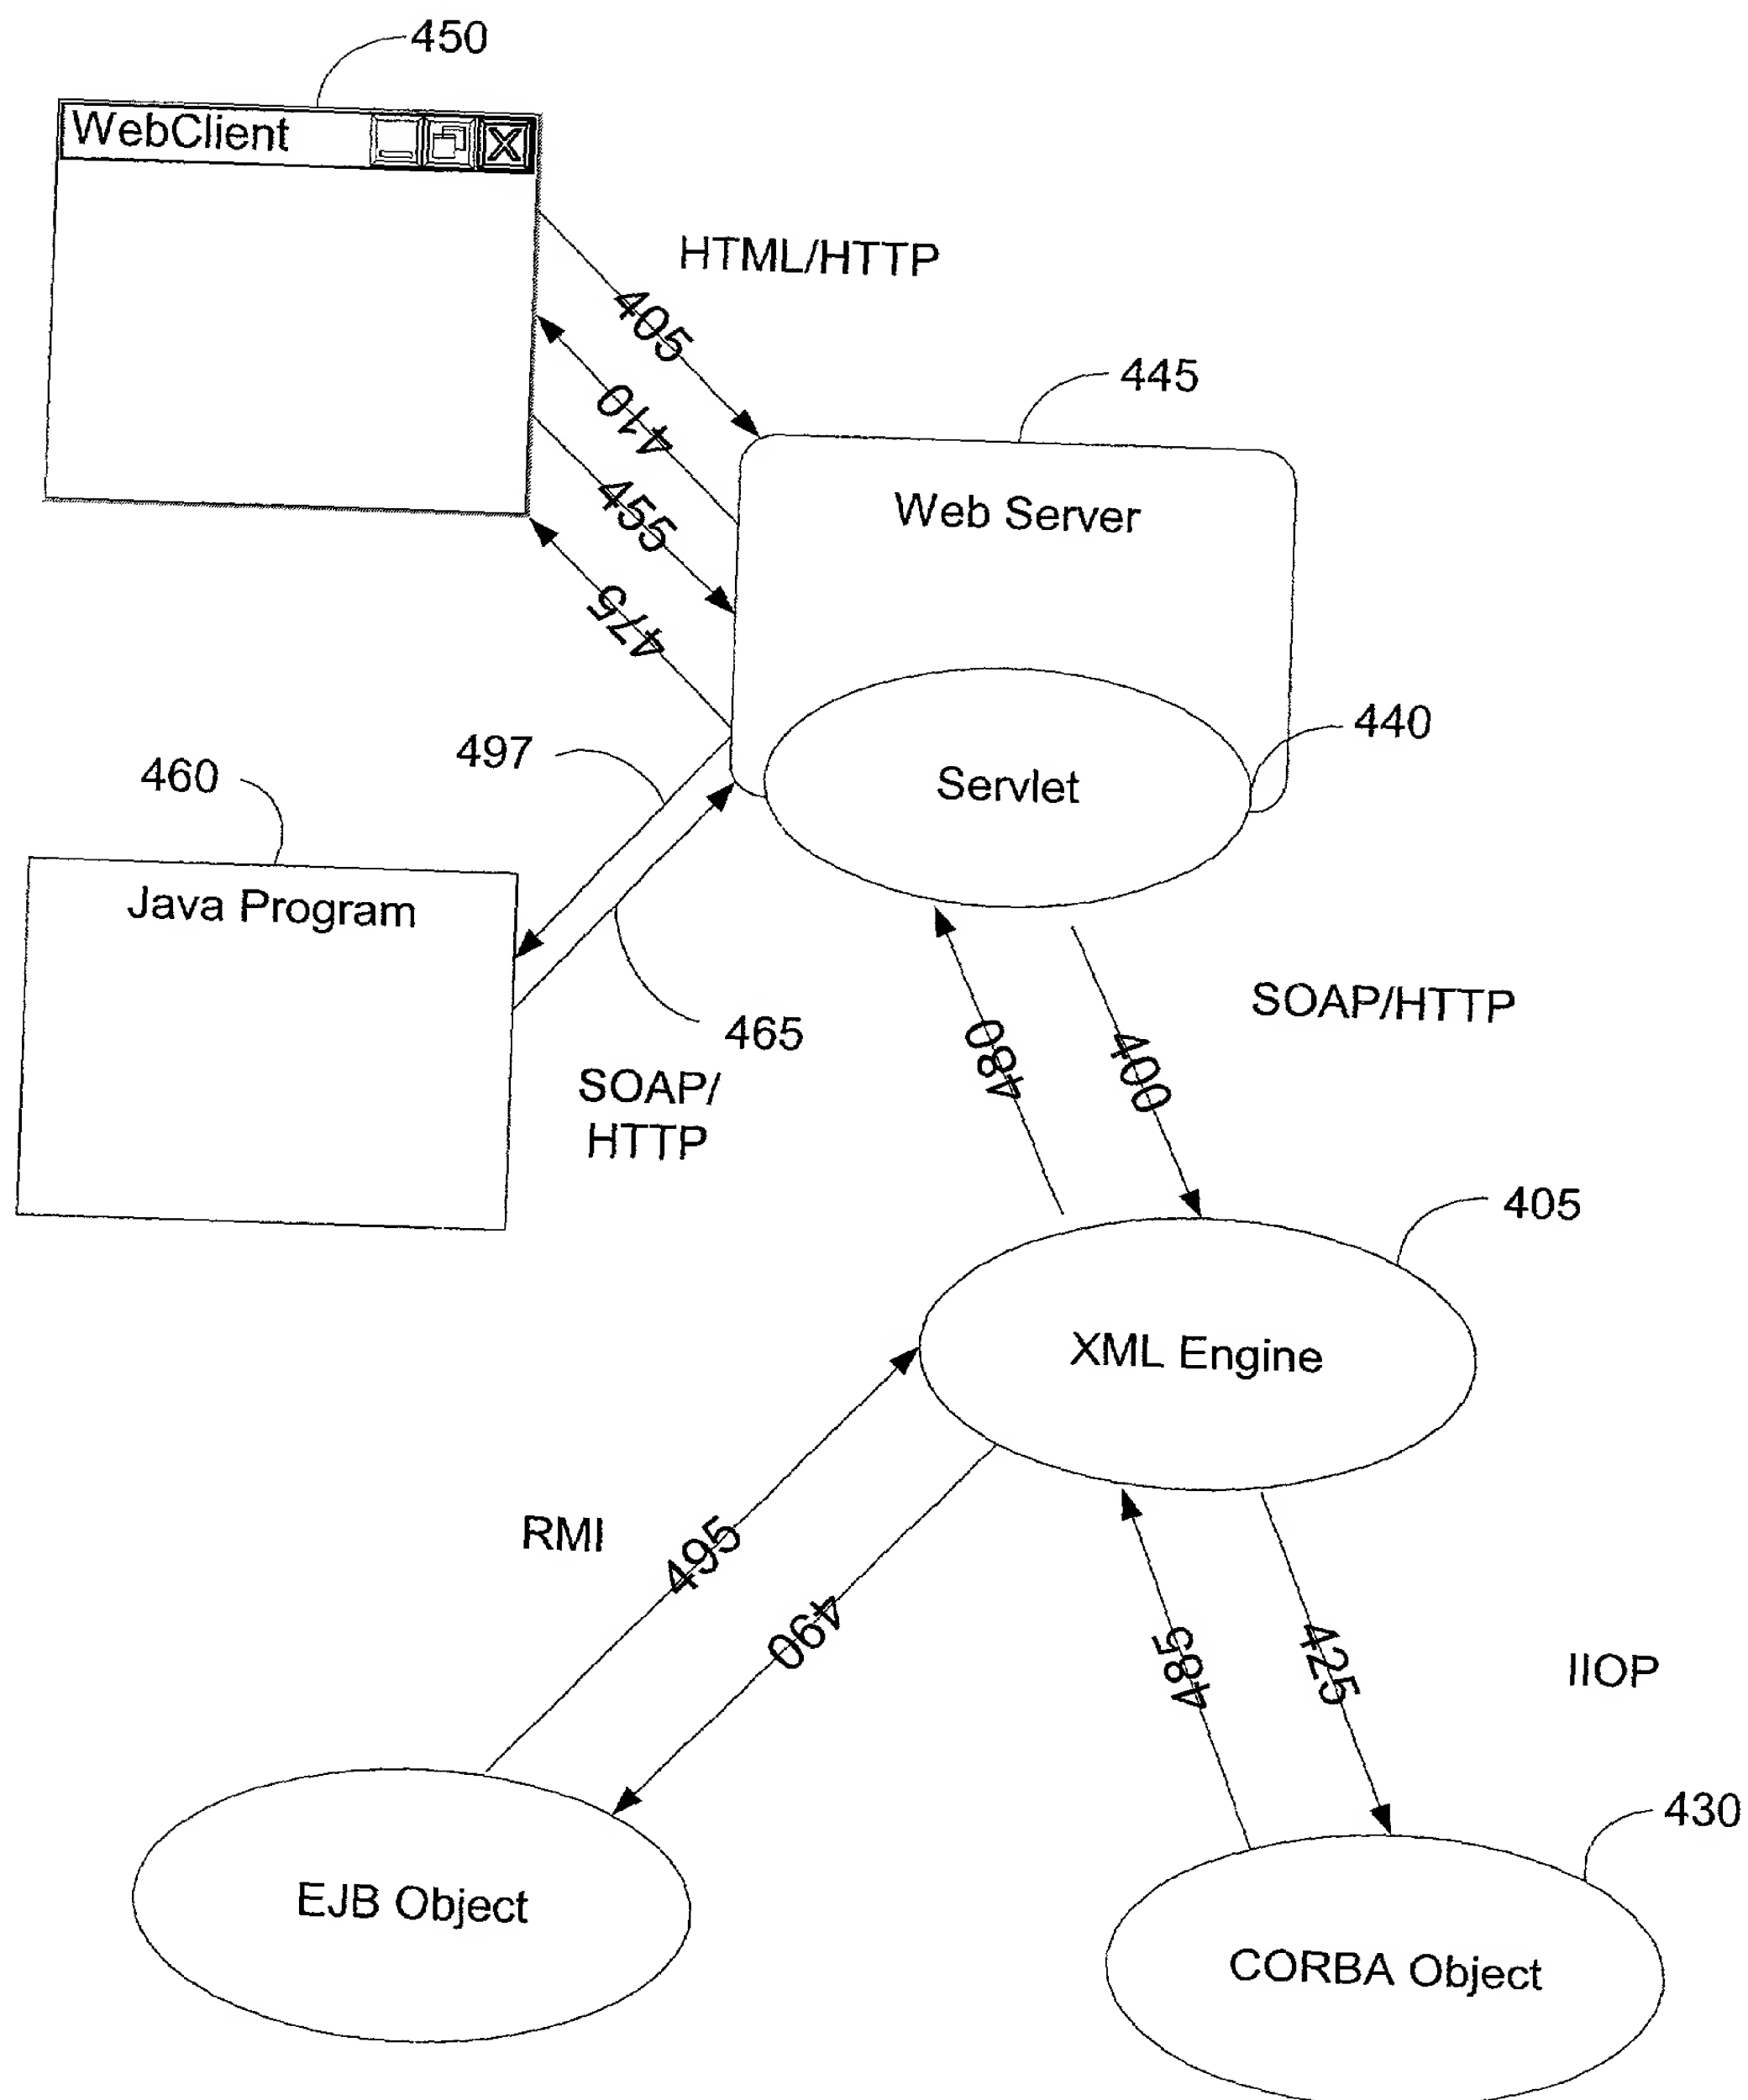 450
WebClient
HTML/HTTP
405
445
410
Web Server
455
475
440
497
460
Servlet
Java Program
465
SOAP/HTTP
480
400
SOAP/
HTTP
405
XML Engine
RMI
495
490
485
425
IIOP
430
EJB Object
CORBA Object